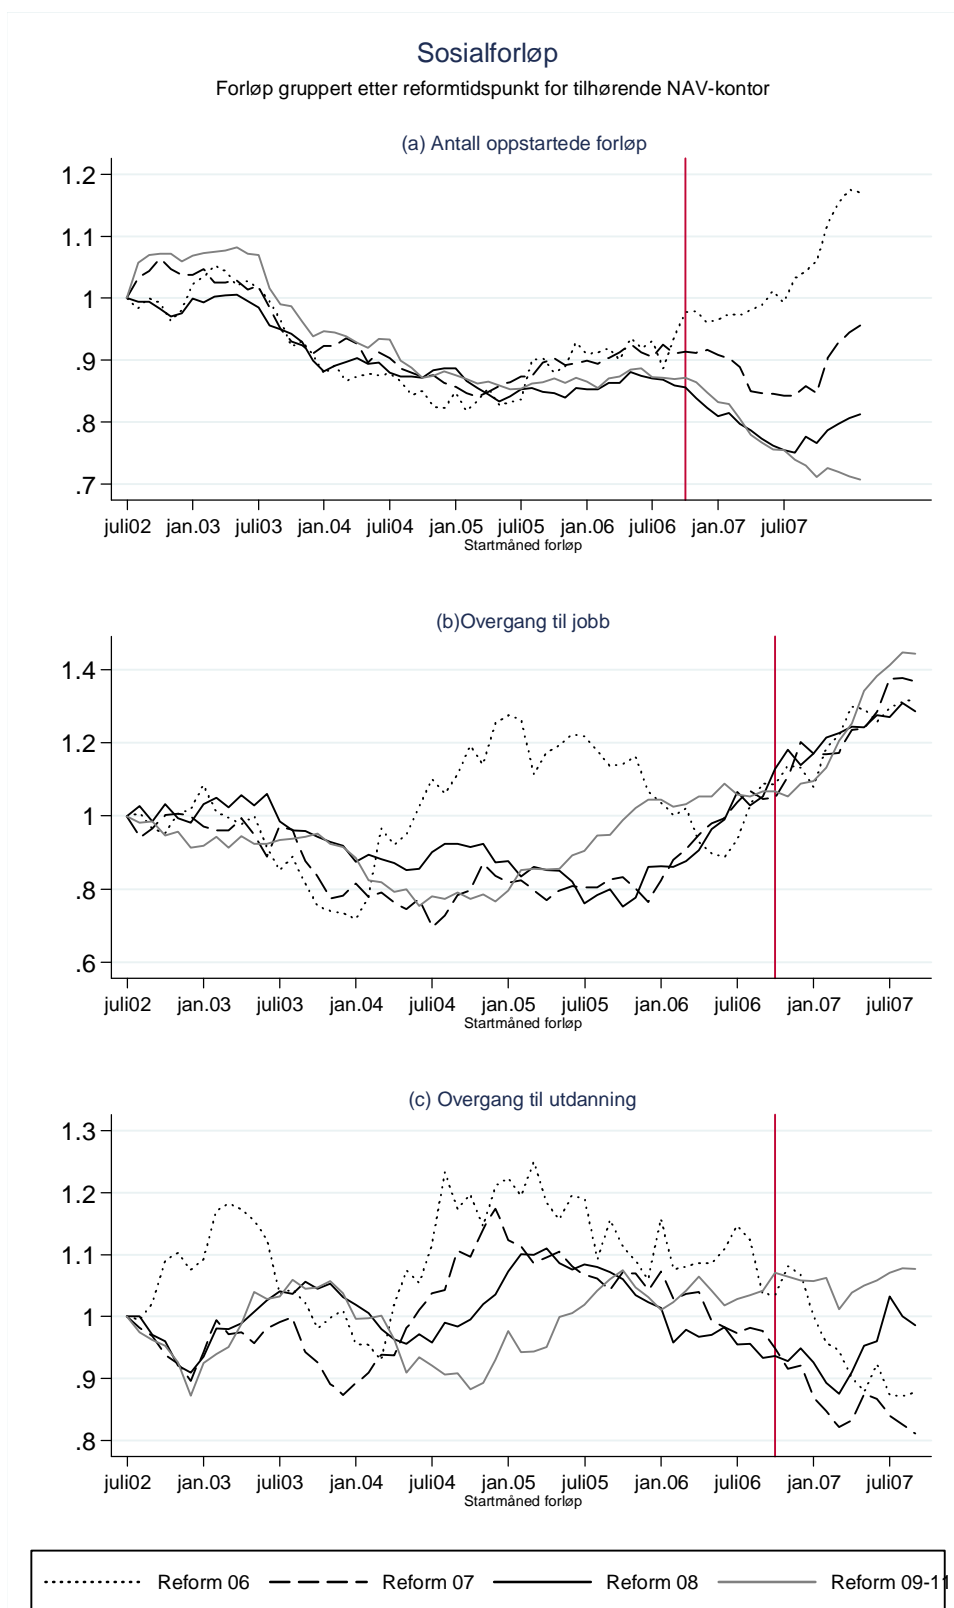 Sosialforløp
Forløp gruppert etter reformtidspunkt for tilhørende NAV-kontor
(a) Antall oppstartede forløp
1.2
1.1
1
.9
.8
.7
juli02 jan.03 juli03 jan.04 juli04 jan.05 juli05 jan.06 juli06 jan.07 juli07
Startmåned forløp
(b)Overgang til jobb
1.4
1.2
1
.8
.6
juli02 jan.03 juli03 jan.04 juli04 jan.05 juli05 jan.06 juli06 jan.07 juli07
Startmåned forløp
(c) Overgang til utdanning
1.3
1.2
1.1
1
.9
.8
juli02 jan.03 juli03 jan.04 juli04 jan.05 juli05 jan.06 juli06 jan.07 juli07
Startmåned forløp
Reform 06 Reform 07 Reform 08 Reform 09-11